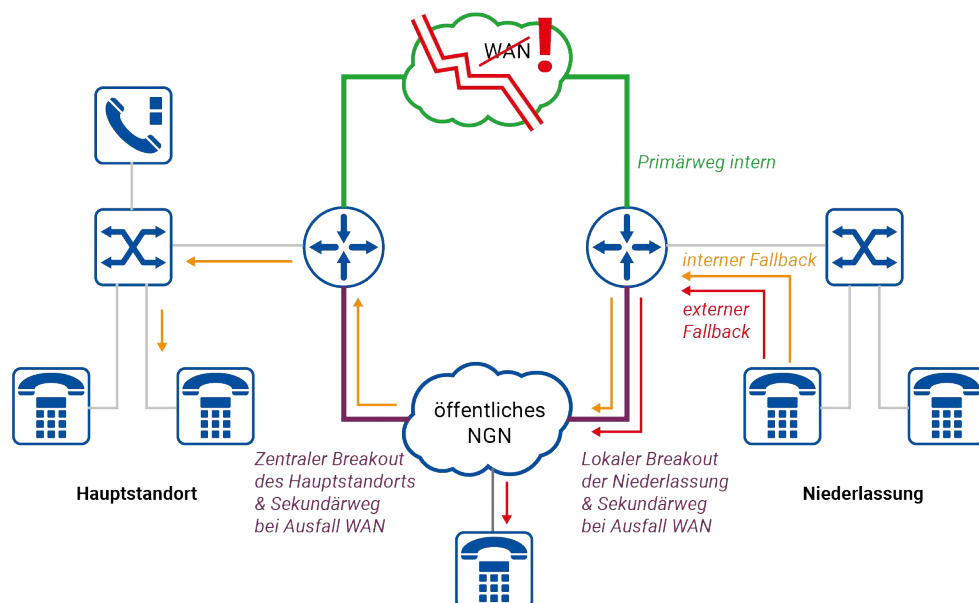 WAN
Primärweg intern
interner Fallback
externer
Fallback
öffentliches
NGN
Zentraler Breakout
des Hauptstandorts
& Sekundärweg
bei Ausfall WAN
Lokaler Breakout
der Niederlassung
& Sekundärweg
bei Ausfall WAN
Hauptstandort
Niederlassung